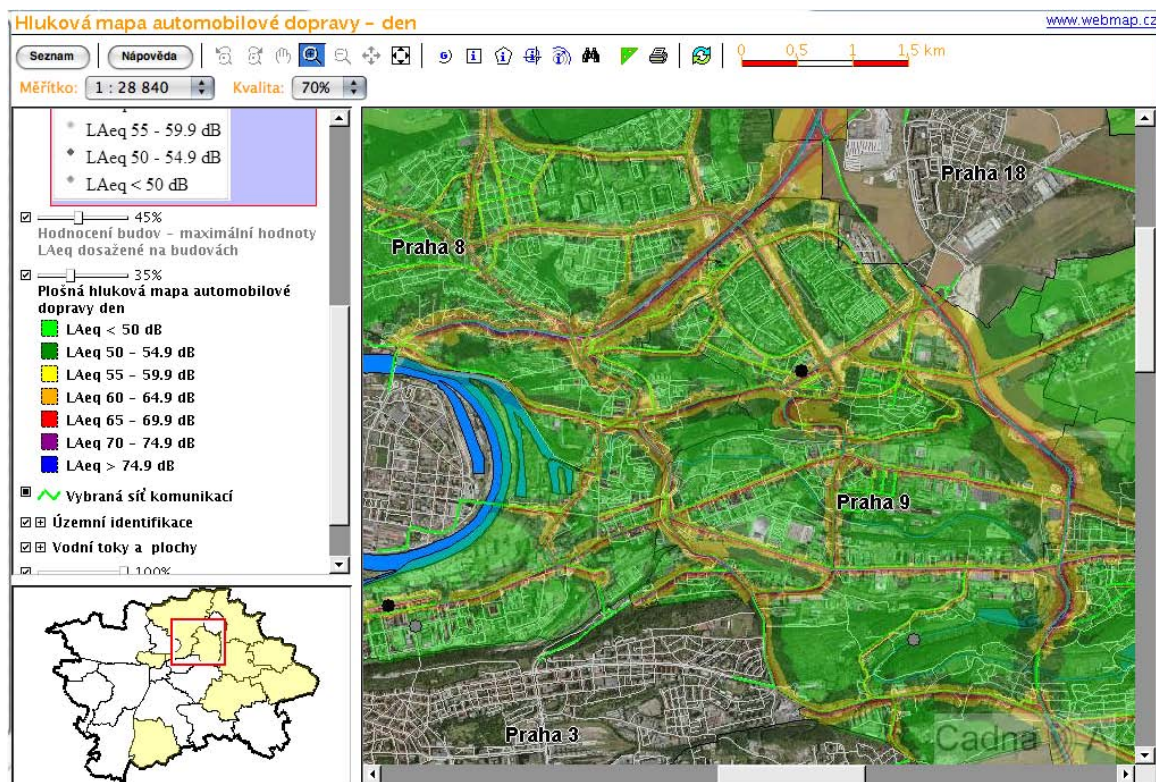 Hluková mapa automobilové dopravy – den
www.webmap.cz
Seznam
Nápověda
0 0,5 1 1,5 km
Měřítko: 1 : 28 840 Kvalita: 70%
LAeq 55 - 59.9 dB
LAeq 50 - 54.9 dB
LAeq < 50 dB
45%
Hodnocení budov – maximální hodnoty
LAeq dosažené na budovách
35%
Plošná hluková mapa automobilové
dopravy den
LAeq < 50 dB
LAeq 50 – 54.9 dB
LAeq 55 – 59.9 dB
LAeq 60 – 64.9 dB
LAeq 65 – 69.9 dB
LAeq 70 – 74.9 dB
LAeq > 74.9 dB
Vybraná síť komunikací
Územní identifikace
Vodní toky a plochy
100%
Praha 18
Praha 8
Praha 9
Praha 3
Cadna A